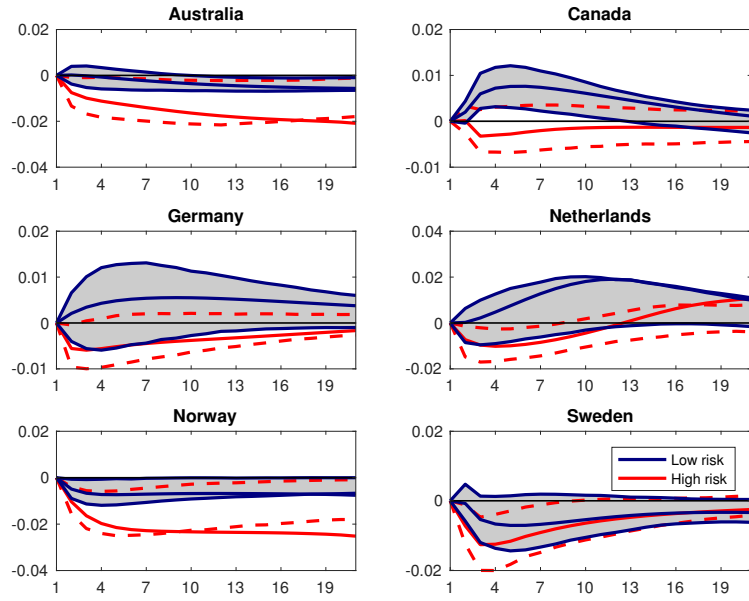 Australia
0.02
0
-0.02
-0.04
1 4 7 10 13 16 19
Canada
0.02
0.01
0
-0.01
1 4 7 10 13 16 19
Germany
0.02
0.01
0
-0.01
1 4 7 10 13 16 19
Netherlands
0.04
0.02
0
-0.02
1 4 7 10 13 16 19
Norway
0.02
0
-0.02
-0.04
1 4 7 10 13 16 19
Sweden
0.02
0
-0.02
1 4 7 10 13 16 19
Low risk
High risk